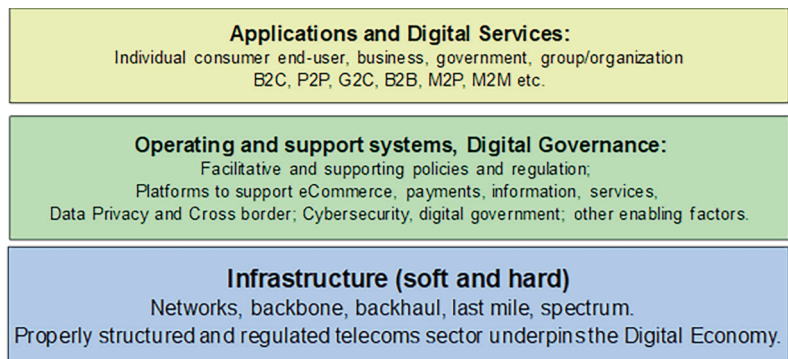 Applications and Digital Services:
Individual consumer end-user, business, government, group/organization
B2C, P2P, G2C, B2B, M2P, M2M etc.
Operating and support systems, Digital Governance:
Facilitative and supporting policies and regulation;
Platforms to support eCommerce, payments, information, services,
Data Privacy and Cross border; Cybersecurity, digital government; other enabling factors.
Infrastructure (soft and hard)
Networks, backbone, backhaul, last mile, spectrum.
Properly structured and regulated telecoms sector underpins the Digital Economy.